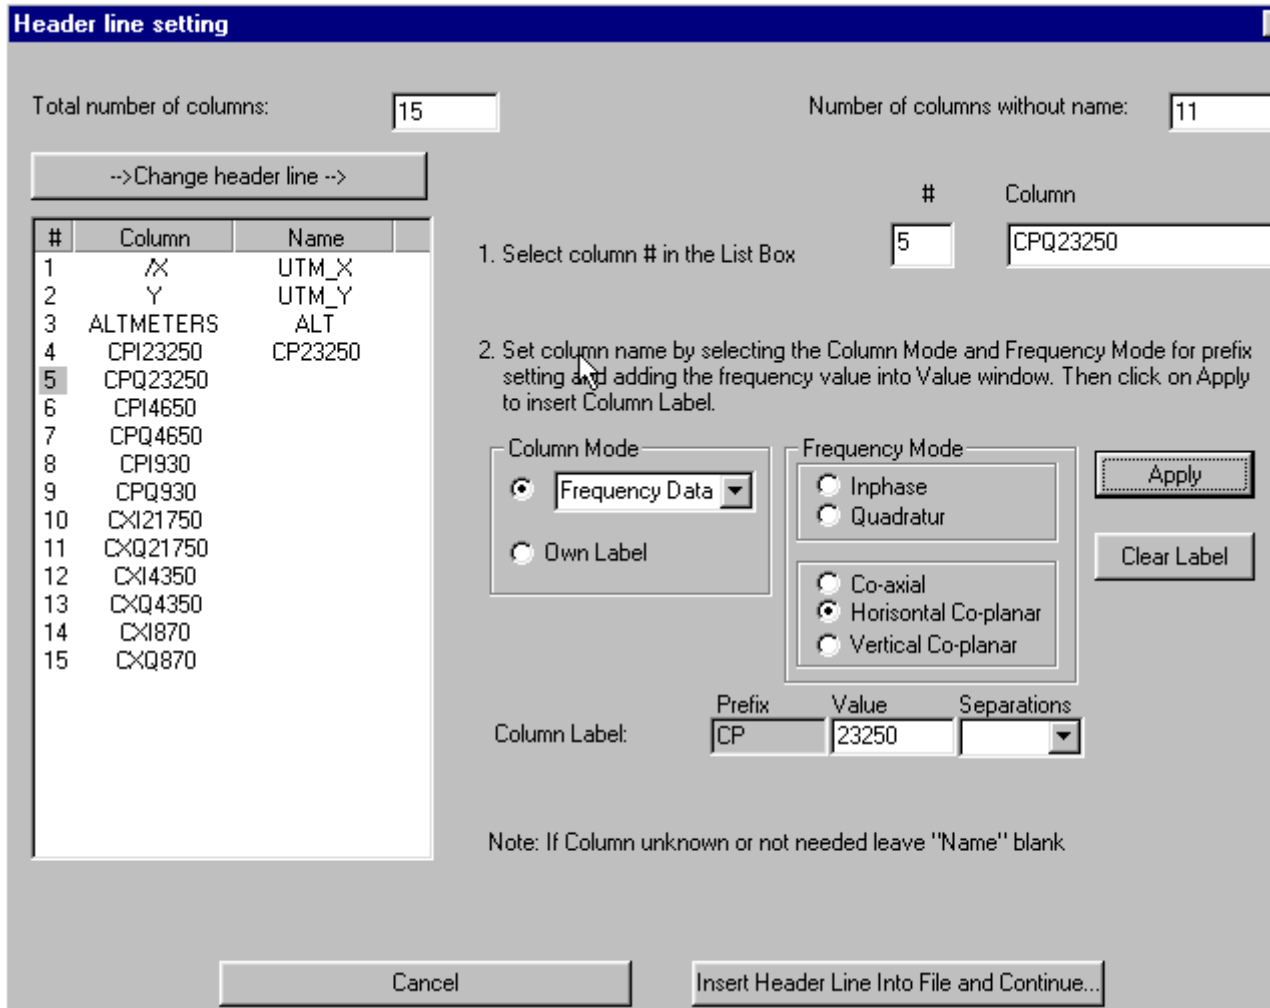 Header line setting
Total number of columns: 15
Number of columns without name: 11
-->Change header line -->
# Column
# Column Name
1 /X UTM_X
2 Y UTM_Y
3 ALTMETERS ALT
4 CPI23250 CP23250
5 CPQ23250
6 CPI4650
7 CPQ4650
8 CPI930
9 CPQ930
10 CXI21750
11 CXQ21750
12 CXI4350
13 CXQ4350
14 CXI870
15 CXQ870
1. Select column # in the List Box
5 CPQ23250
2. Set column name by selecting the Column Mode and Frequency Mode for prefix
setting and adding the frequency value into Value window. Then click on Apply
to insert Column Label.
Column Mode
Frequency Data
Own Label
Frequency Mode
Inphase
Quadratur
Co-axial
Horisontal Co-planar
Vertical Co-planar
Apply
Clear Label
Prefix Value Separations
Column Label: CP 23250
Note: If Column unknown or not needed leave "Name" blank
Cancel
Insert Header Line Into File and Continue...